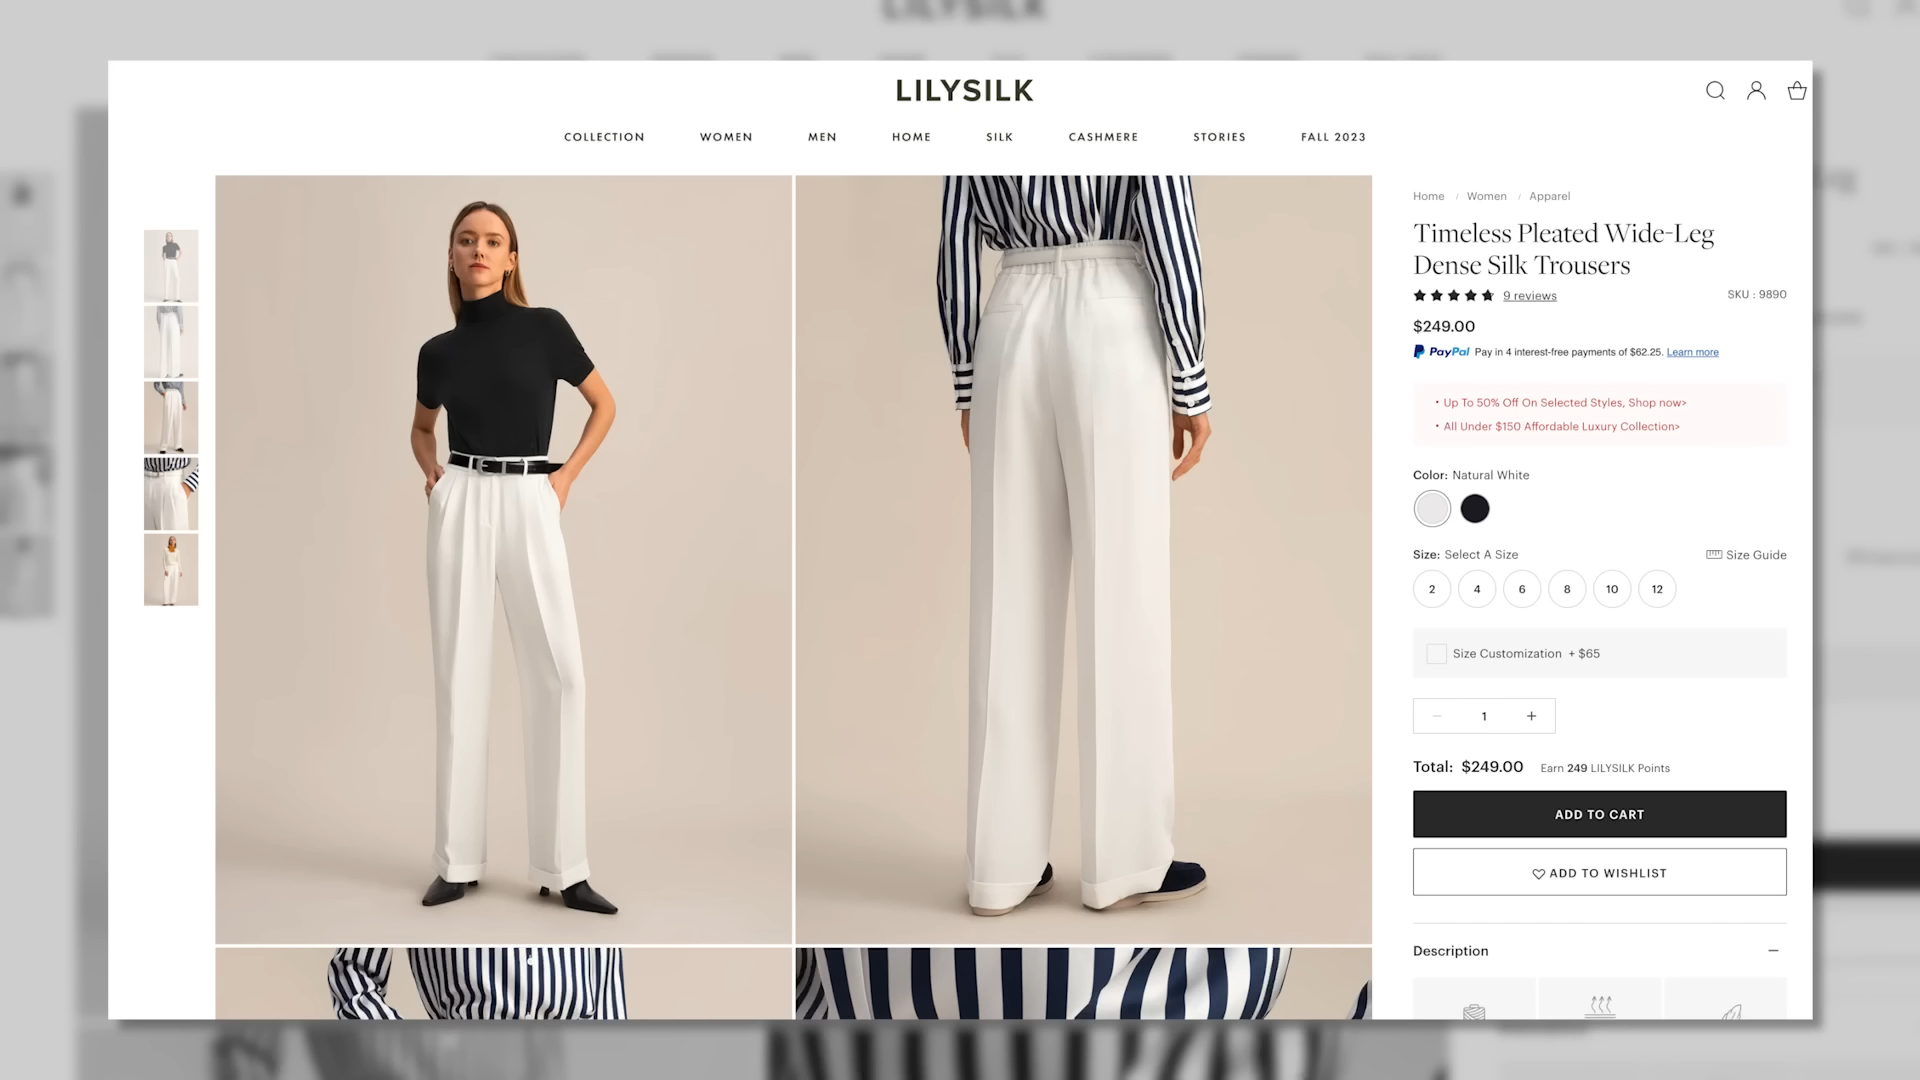 LILYSILK
COLLECTION WOMEN MEN HOME SILK CASHMERE STORIES FALL 2023
Home / Women / Apparel
Timeless Pleated Wide-Leg
Dense Silk Trousers
9 reviews SKU : 9890
$249.00
PayPal Pay in 4 interest-free payments of $62.25. Learn more
• Up To 50% Off On Selected Styles, Shop now>
• All Under $150 Affordable Luxury Collection>
Color: Natural White
Size: Select A Size Size Guide
2 4 6 8 10 12
Size Customization + $65
− 1 +
Total: $249.00 Earn 249 LILYSILK Points
ADD TO CART
ADD TO WISHLIST
Description −